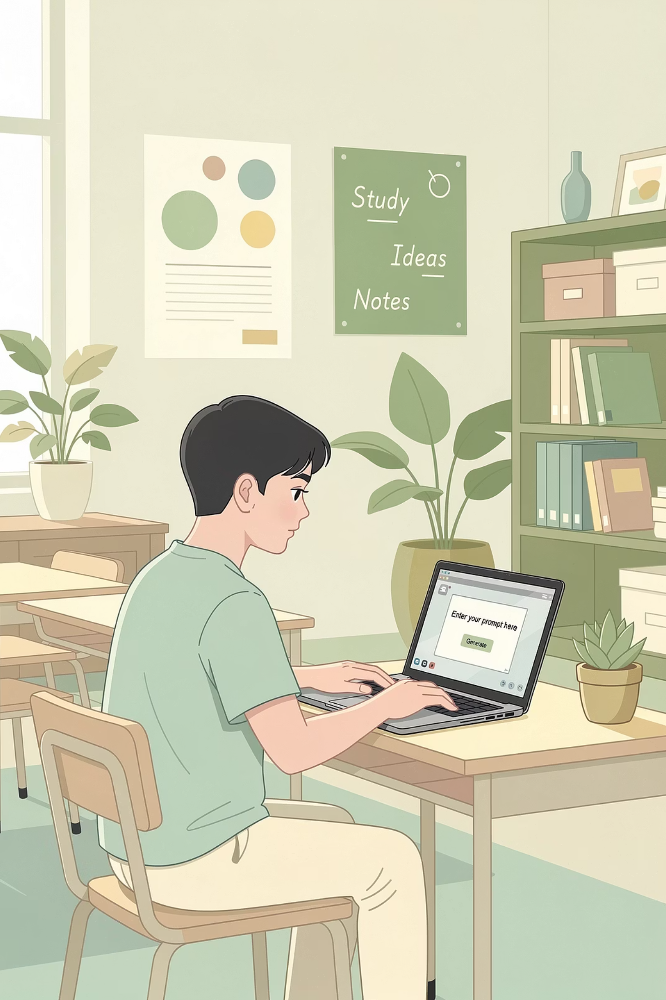 Study
Ideas
Notes
Enter your prompt here
Generate